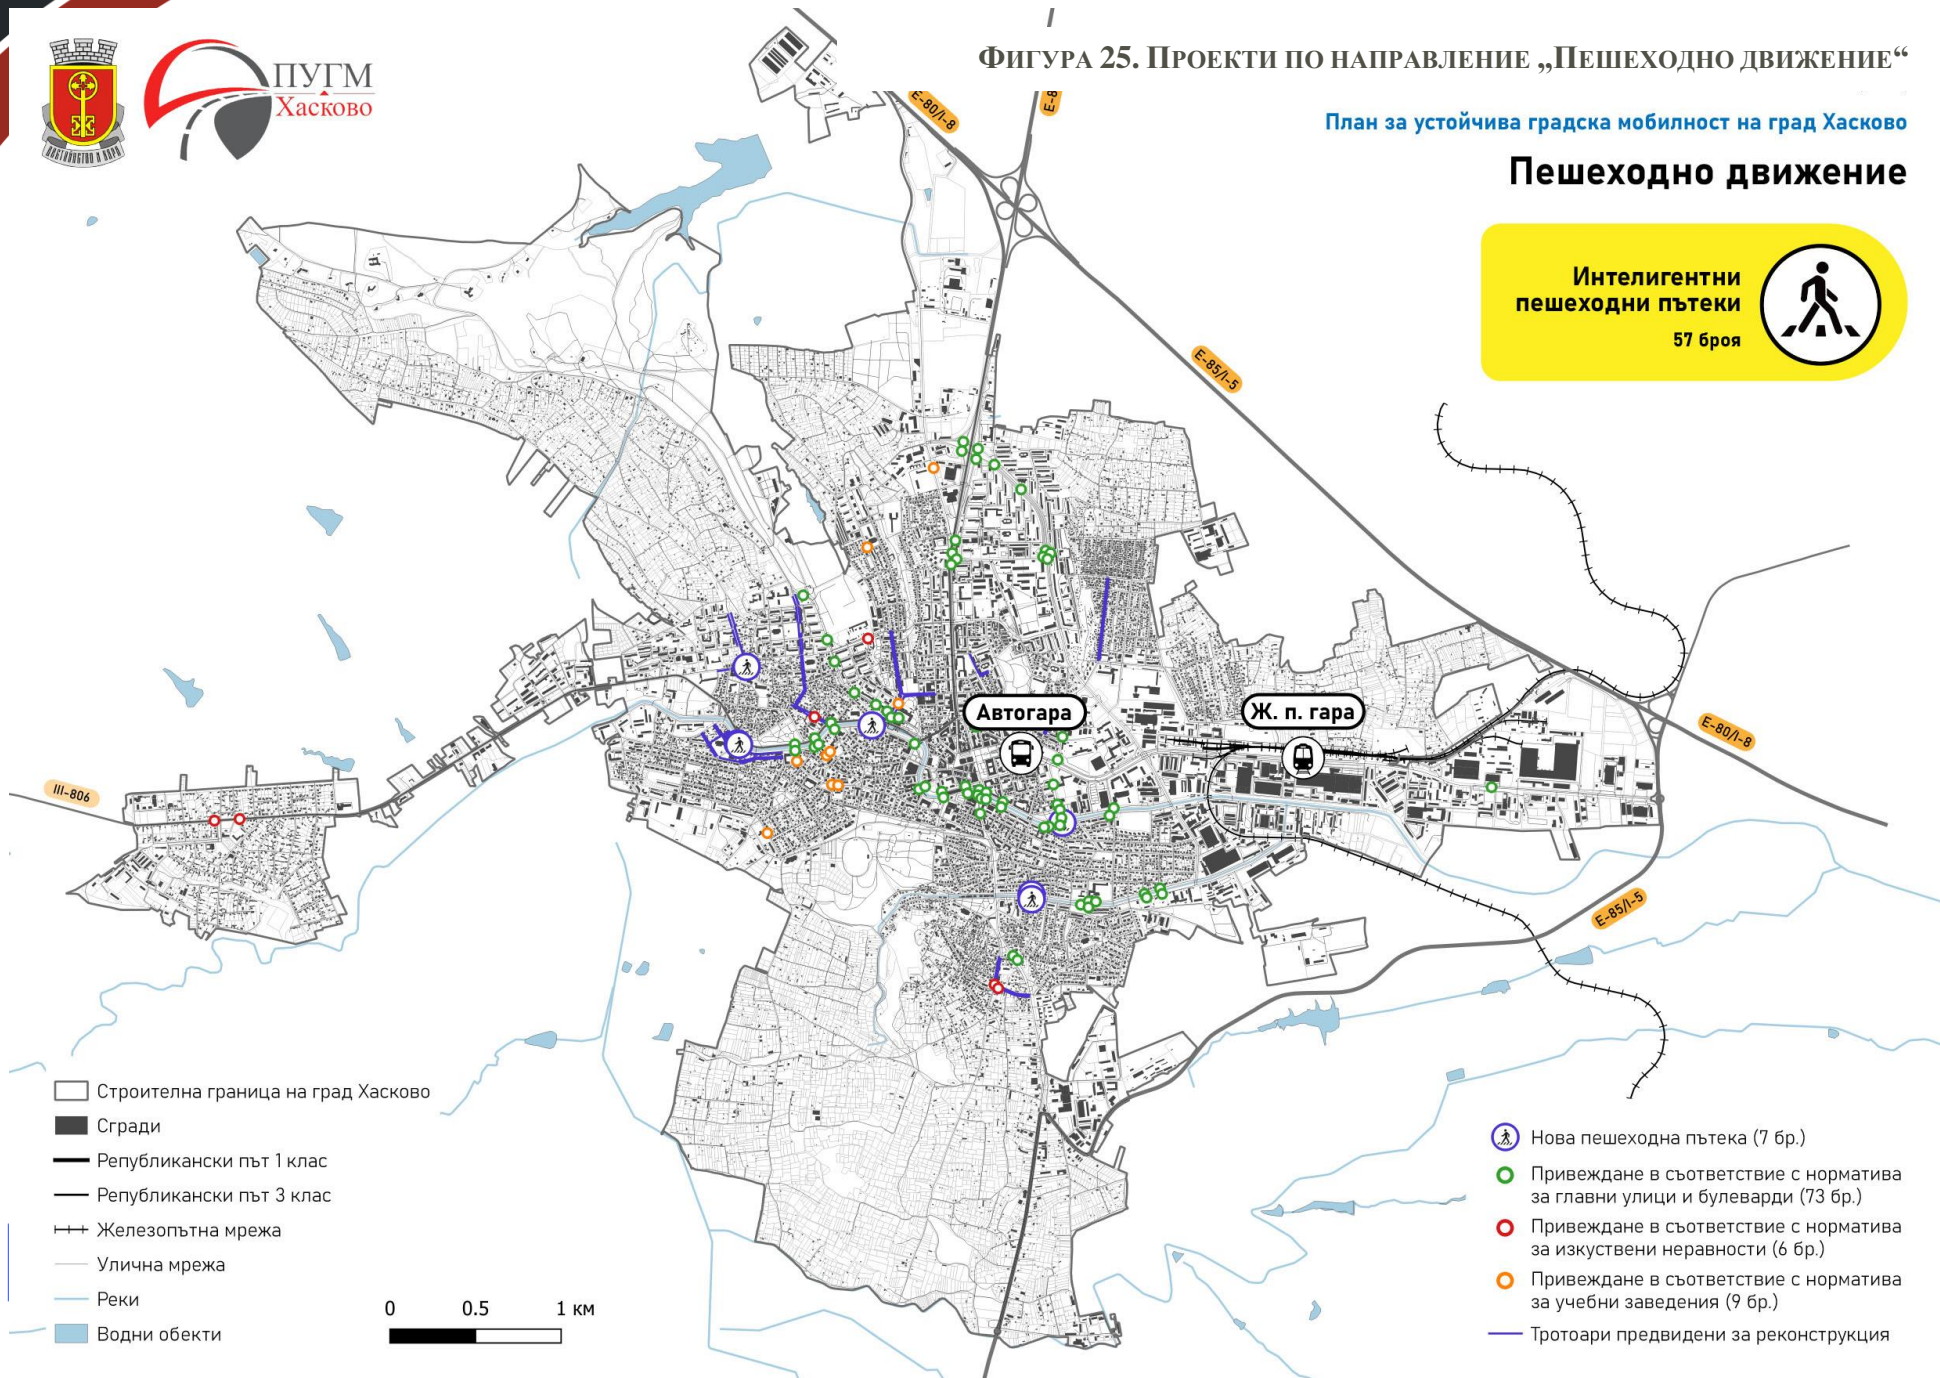 ФИГУРА 25. ПРОЕКТИ ПО НАПРАВЛЕНИЕ „ПЕШЕХОДНО ДВИЖЕНИЕ“
ПУГМ
Хасково
План за устойчива градска мобилност на град Хасково
Пешеходно движение
Интелигентни
пешеходни пътеки
57 броя
E-80/I-8
E-8
E-85/I-5
Автогара
Ж. п. гара
E-80/I-8
III-806
E-85/I-5
Строителна граница на град Хасково
Сгради
Републикански път 1 клас
Републикански път 3 клас
Железопътна мрежа
Улична мрежа
Реки
Водни обекти
0 0.5 1 км
Нова пешеходна пътека (7 бр.)
Привеждане в съответствие с норматива
за главни улици и булеварди (73 бр.)
Привеждане в съответствие с норматива
за изкуствени неравности (6 бр.)
Привеждане в съответствие с норматива
за учебни заведения (9 бр.)
Тротоари предвидени за реконструкция